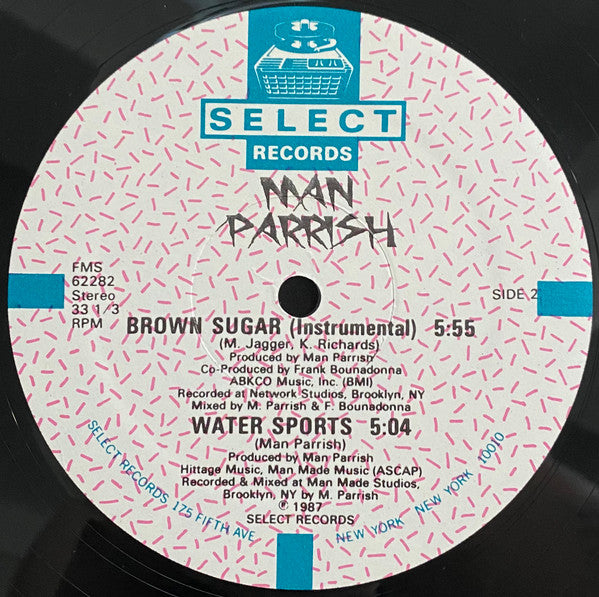 SELECT
RECORDS
MAN
PARRISH
FMS
62282
Stereo
33 1/3
RPM
SIDE 2
BROWN SUGAR (Instrumental) 5:55
(M. Jagger, K. Richards)
Produced by Man Parrish
Co-Produced by Frank Bounadonna
ABKCO Music, Inc. (BMI)
Recorded at Network Studios, Brooklyn, NY
Mixed by M. Parrish & F. Bounadonna
WATER SPORTS 5:04
(Man Parrish)
Produced by Man Parrish
Hittage Music, Man Made Music (ASCAP)
Recorded & Mixed at Man Made Studios,
Brooklyn, NY by M. Parrish
℗ 1987
SELECT RECORDS
SELECT RECORDS 175 FIFTH AVE NEW YORK NEW YORK 10010